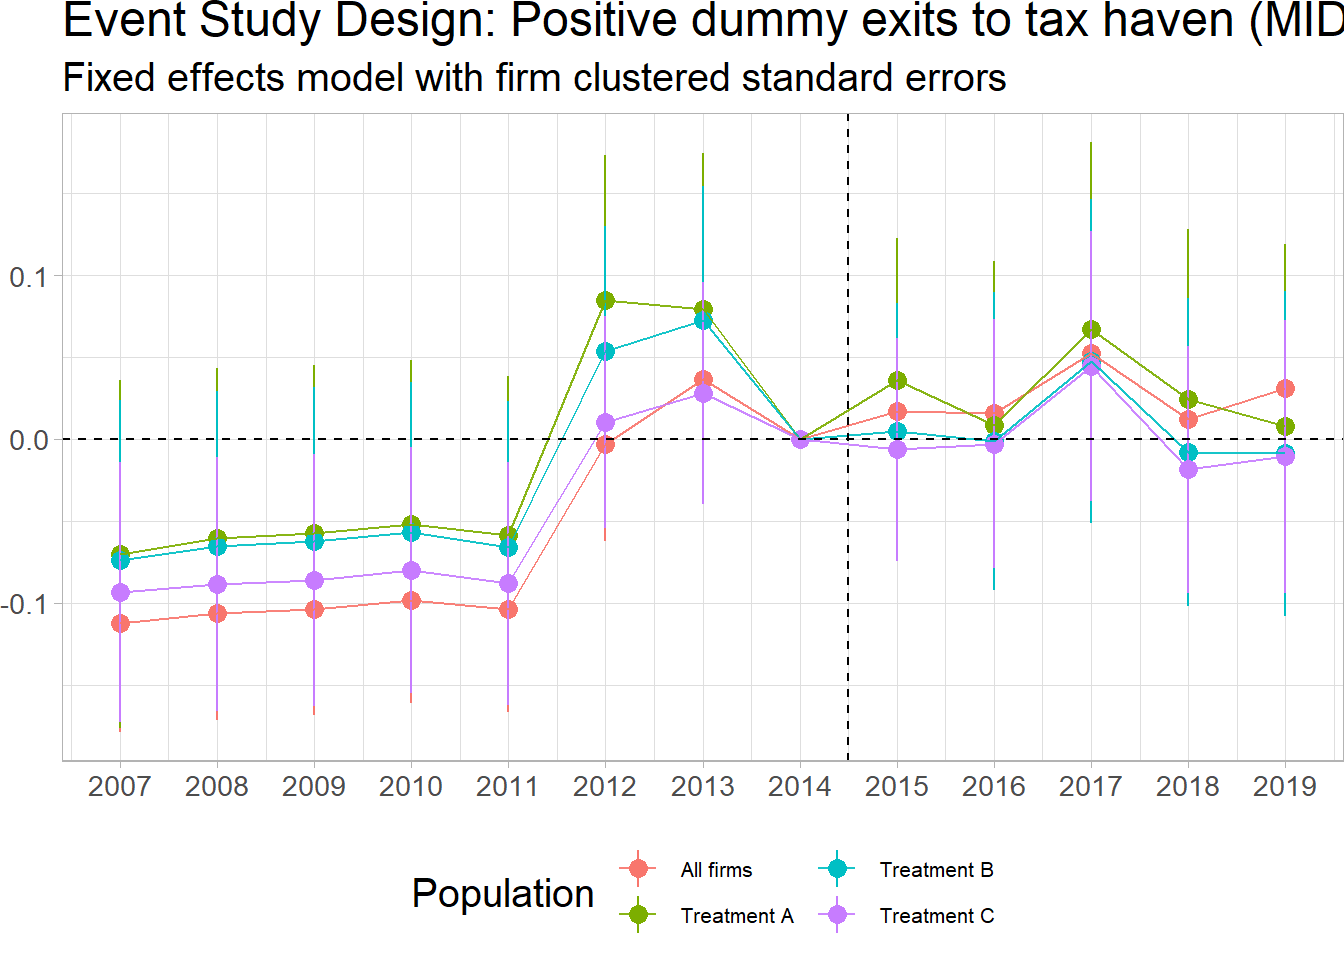 Event Study Design: Positive dummy exits to tax haven (MID
Fixed effects model with firm clustered standard errors
0.1
0.0
-0.1
2007 2008 2009 2010 2011 2012 2013 2014 2015 2016 2017 2018 2019
Population
All firms
Treatment A
Treatment B
Treatment C